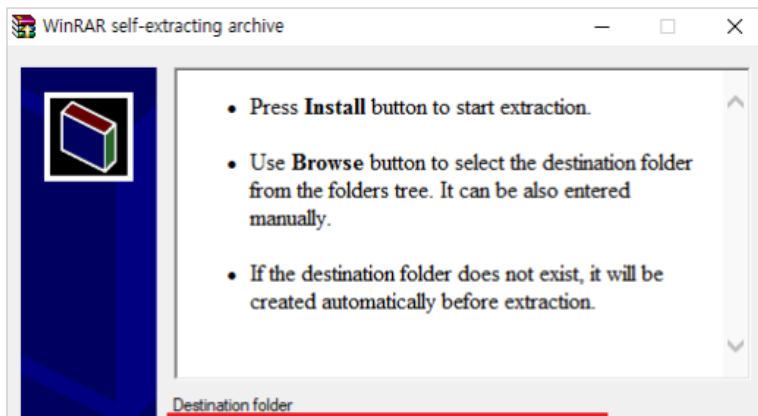 WinRAR self-extracting archive
• Press Install button to start extraction.
• Use Browse button to select the destination folder
from the folders tree. It can be also entered
manually.
• If the destination folder does not exist, it will be
created automatically before extraction.
Destination folder